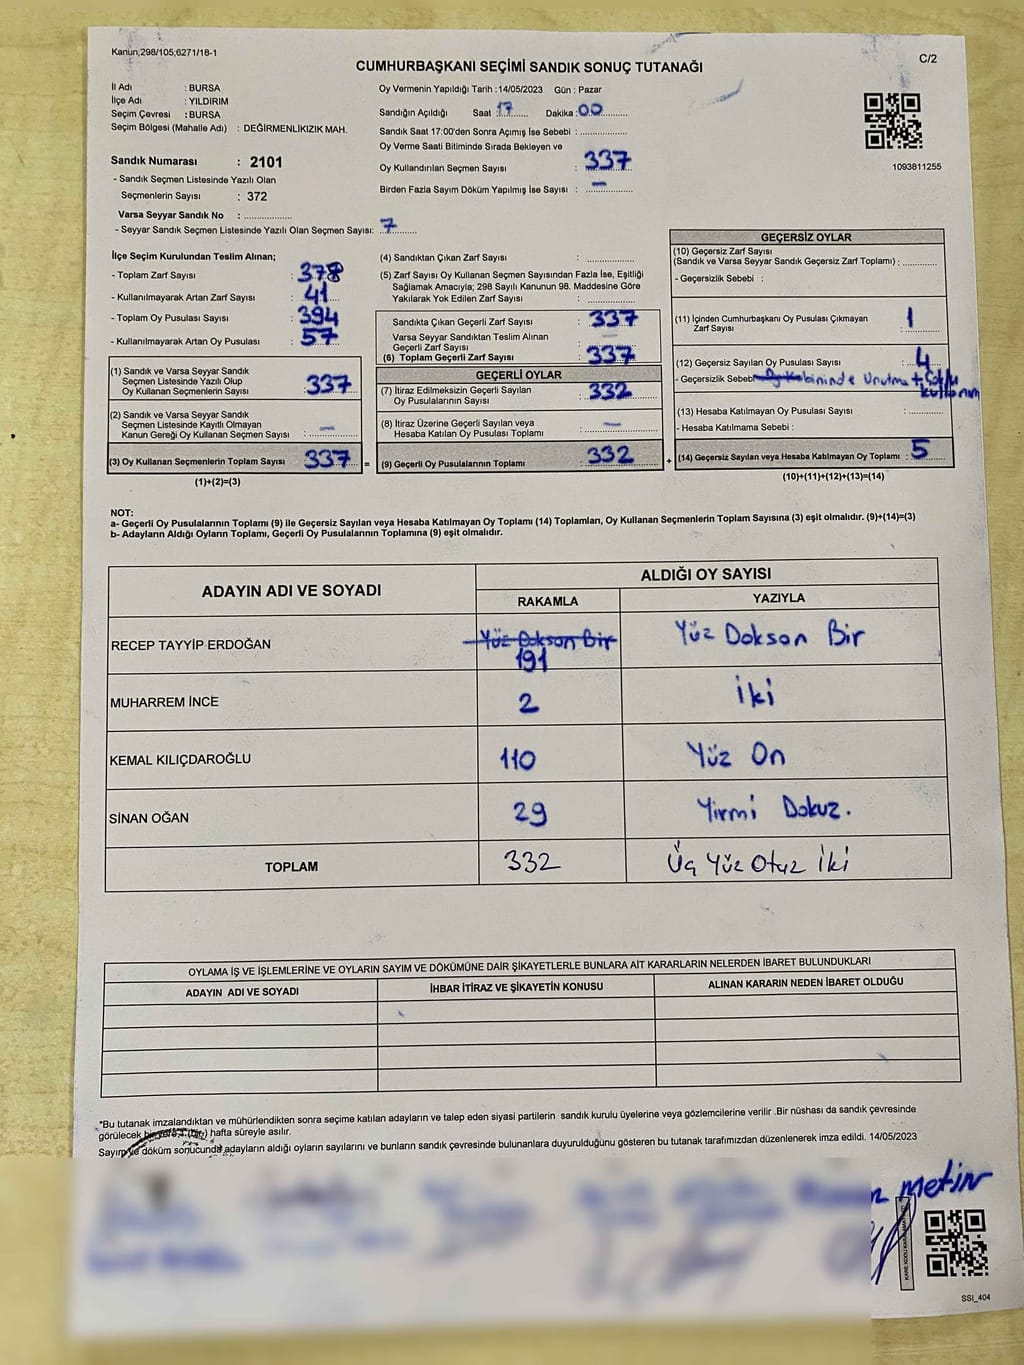 Kanun;298/105,6271/18-1
C/2
CUMHURBAŞKANI SEÇİMİ SANDIK SONUÇ TUTANAĞI
İl Adı : BURSA
İlçe Adı : YILDIRIM
Seçim Çevresi : BURSA
Seçim Bölgesi (Mahalle Adı) : DEĞİRMENLIKIZIK MAH.
Oy Vermenin Yapıldığı Tarih :14/05/2023 Gün : Pazar
Sandığın Açıldığı Saat :17 Dakika :00
Sandık Saat 17:00'den Sonra Açımış İse Sebebi :
Oy Verme Saati Bitiminde Sırada Bekleyen ve
Oy Kullandırılan Seçmen Sayısı : 337
Birden Fazla Sayım Döküm Yapılmış İse Sayısı : –
1093811255
Sandık Numarası : 2101
- Sandık Seçmen Listesinde Yazılı Olan
Seçmenlerin Sayısı : 372
Varsa Seyyar Sandık No :
- Seyyar Sandık Seçmen Listesinde Yazılı Olan Seçmen Sayısı: 7
İlçe Seçim Kurulundan Teslim Alınan;
- Toplam Zarf Sayısı : 378
- Kullanılmayarak Artan Zarf Sayısı : 41
- Toplam Oy Pusulası Sayısı : 394
- Kullanılmayarak Artan Oy Pusulası : 57
(1) Sandık ve Varsa Seyyar Sandık
Seçmen Listesinde Yazılı Olup
Oy Kullanan Seçmenlerin Sayısı : 337
(2) Sandık ve Varsa Seyyar Sandık
Seçmen Listesinde Kayıtlı Olmayan
Kanun Gereği Oy Kullanan Seçmen Sayısı : –
(3) Oy Kullanan Seçmenlerin Toplam Sayısı : 337 =
(1)+(2)=(3)
(4) Sandıktan Çıkan Zarf Sayısı :
(5) Zarf Sayısı Oy Kullanan Seçmen Sayısından Fazla İse, Eşitliği
Sağlamak Amacıyla; 298 Sayılı Kanunun 98. Maddesine Göre
Yakılarak Yok Edilen Zarf Sayısı :
Sandıkta Çıkan Geçerli Zarf Sayısı : 337
Varsa Seyyar Sandıktan Teslim Alınan
Geçerli Zarf Sayısı : –
(6) Toplam Geçerli Zarf Sayısı : 337
GEÇERLİ OYLAR
(7) İtiraz Edilmeksizin Geçerli Sayılan
Oy Pusulalarının Sayısı : 332
(8) İtiraz Üzerine Geçerli Sayılan veya
Hesaba Katılan Oy Pusulası Toplamı : –
(9) Geçerli Oy Pusulalarının Toplamı : 332 +
GEÇERSİZ OYLAR
(10) Geçersiz Zarf Sayısı
(Sandık ve Varsa Seyyar Sandık Geçersiz Zarf Toplamı) :
- Geçersizlik Sebebi :
(11) İçinden Cumhurbaşkanı Oy Pusulası Çıkmayan
Zarf Sayısı : 1
(12) Geçersiz Sayılan Oy Pusulası Sayısı : 4
- Geçersizlik Sebebi Oy Kabininde Unutma + Çoklu
kullanım
(13) Hesaba Katılmayan Oy Pusulası Sayısı :
- Hesaba Katılmama Sebebi :
(14) Geçersiz Sayılan veya Hesaba Katılmayan Oy Toplamı : 5
(10)+(11)+(12)+(13)=(14)
NOT:
a- Geçerli Oy Pusulalarının Toplamı (9) ile Geçersiz Sayılan veya Hesaba Katılmayan Oy Toplamı (14) Toplamları, Oy Kullanan Seçmenlerin Toplam Sayısına (3) eşit olmalıdır. (9)+(14)=(3)
b- Adayların Aldığı Oyların Toplamı, Geçerli Oy Pusulalarının Toplamına (9) eşit olmalıdır.
ADAYIN ADI VE SOYADI
ALDIĞI OY SAYISI
RAKAMLA YAZIYLA
RECEP TAYYİP ERDOĞAN Yüz Dokson Bir 191 Yüz Dokson Bir
MUHARREM İNCE 2 İki
KEMAL KILIÇDAROĞLU 110 Yüz On
SİNAN OĞAN 29 Yirmi Dokuz.
TOPLAM 332 Üç Yüz Otuz İki
OYLAMA İŞ VE İŞLEMLERİNE VE OYLARIN SAYIM VE DÖKÜMÜNE DAİR ŞİKAYETLERLE BUNLARA AİT KARARLARIN NELERDEN İBARET BULUNDUKLARI
ADAYIN ADI VE SOYADI İHBAR İTİRAZ VE ŞİKAYETİN KONUSU ALINAN KARARIN NEDEN İBARET OLDUĞU
*Bu tutanak imzalandıktan ve mühürlendikten sonra seçime katılan adayların ve talep eden siyasi partilerin sandık kurulu üyelerine veya gözlemcilerine verilir .Bir nüshası da sandık çevresinde
görülecek bir yere 1 (Bir) hafta süreyle asılır.
Sayım ve döküm sonucunda adayların aldığı oyların sayılarını ve bunların sandık çevresinde bulunanlara duyurulduğunu gösteren bu tutanak tarafımızdan düzenlenerek imza edildi. 14/05/2023
metin
SSI_404